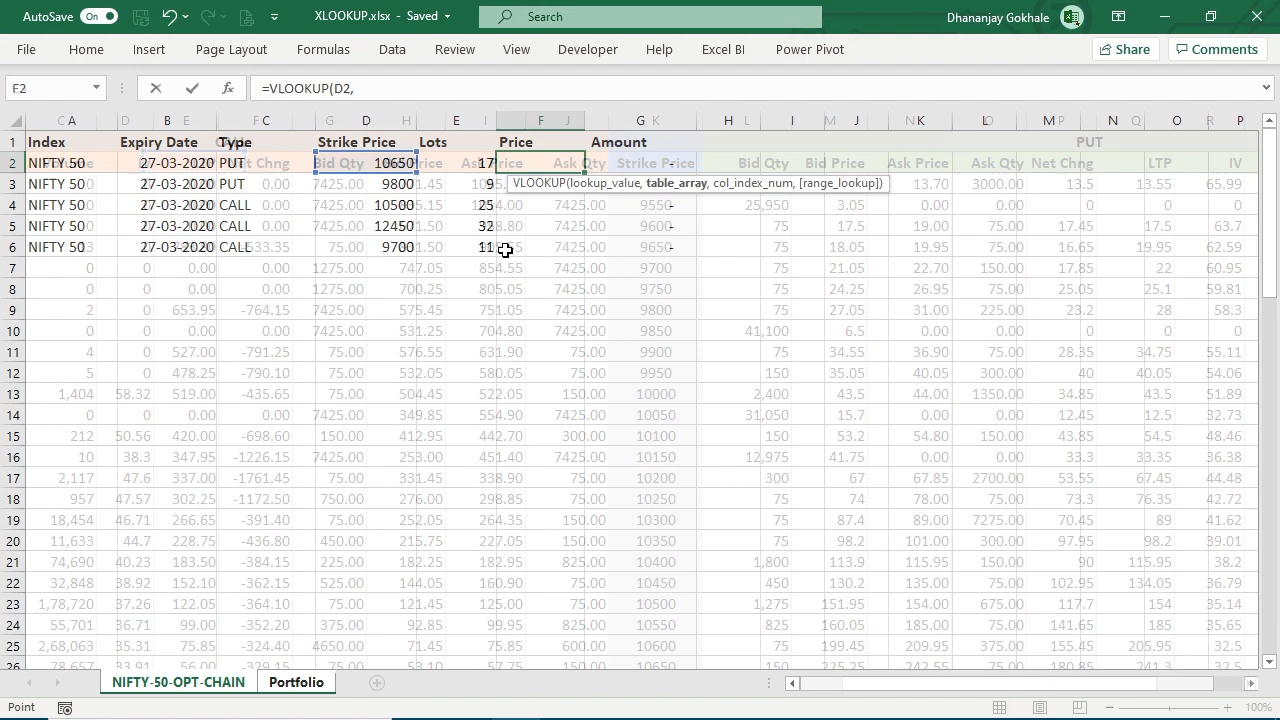 AutoSave On XLOOKUP.xlsx - Saved Search Dhananjay Gokhale
File Home Insert Page Layout Formulas Data Review View Developer Help Excel BI Power Pivot Share Comments
F2 fx =VLOOKUP(D2,
Index Expiry Date Type Strike Price Lots Price Amount PUT
NIFTY 50 27-03-2020 PUT 10650 17 - Net Chng Bid Qty Ask Qty Strike Price Bid Qty Bid Price Ask Price Ask Qty Net Chng LTP IV
VLOOKUP(lookup_value, table_array, col_index_num, [range_lookup])
3 NIFTY 50 27-03-2020 PUT 9800 9 0.00 7425.00 13.70 3000.00 13.5 13.55 65.99
4 NIFTY 50 27-03-2020 CALL 10500 25 - 0.00 7425.00 7425.00 9550 25,950 3.05 0.00 0.00 0 0 0
5 NIFTY 50 27-03-2020 CALL 12450 32 - 0.00 7425.00 7425.00 9600 75 17.5 19.00 75.00 17.45 17.5 63.7
6 NIFTY 50 27-03-2020 CALL 9700 11 - 75.00 7425.00 9650 75 18.05 19.95 75.00 16.65 19.95 62.59
7 0 0 0.00 0.00 1275.00 747.05 854.55 7425.00 9700 75 21.05 22.70 150.00 17.85 22 60.95
8 0 0 0.00 0.00 1275.00 700.25 805.05 7425.00 9750 75 24.25 26.95 75.00 25.05 25.1 59.81
9 2 0 653.95 -764.15 7425.00 575.45 751.05 7425.00 9800 75 27.05 31.00 225.00 23.2 28 58.3
10 0 0 0.00 0.00 7425.00 531.25 704.80 7425.00 9850 41,100 6.5 0.00 0.00 0 0 0
11 4 0 527.00 -791.25 75.00 576.55 631.90 75.00 9900 75 34.55 36.90 75.00 28.35 34.75 55.11
12 5 0 478.25 -790.10 75.00 532.05 580.05 75.00 9950 150 35.05 40.05 300.00 40 40.05 54.06
13 1,404 58.32 519.00 -435.65 75.00 504.45 522.05 150.00 10000 2,400 43.5 44.00 1350.00 34.85 43.5 51.89
14 0 0 0.00 0.00 7425.00 349.85 554.90 7425.00 10050 31,050 15.7 0.00 0.00 12.45 12.5 32.73
15 212 50.56 420.00 -698.60 150.00 412.95 442.70 300.00 10100 150 53.2 54.80 150.00 43.85 54.5 48.46
16 10 38.3 347.95 -1226.15 7425.00 253.00 451.40 7425.00 10150 12,975 41.75 0.00 0.00 33.3 33.35 36.38
17 2,117 47.6 337.00 -1761.45 75.00 331.45 338.90 75.00 10200 300 67 67.85 2700.00 53.55 67.45 44.48
18 957 47.57 302.25 -1172.50 750.00 276.00 298.85 75.00 10250 75 74 78.00 75.00 73.3 76.35 42.72
19 18,454 46.71 266.65 -391.40 75.00 252.05 264.35 150.00 10300 75 87.4 89.00 7275.00 70.45 89 41.62
20 11,633 44.7 228.75 -436.80 450.00 215.75 227.05 150.00 10350 75 98.2 101.00 300.00 97.95 98.2 39.01
21 74,690 40.23 183.50 -384.15 225.00 182.25 182.95 825.00 10400 1,800 113.9 115.95 150.00 90 115.95 38.2
22 32,848 38.92 152.10 -362.15 525.00 144.10 160.90 75.00 10450 450 130.2 135.00 75.00 102.95 134.05 36.79
23 1,78,720 37.26 122.05 -364.10 75.00 121.45 125.00 75.00 10500 1,275 151.95 154.00 675.00 117.7 154 35.14
24 55,701 36.71 99.00 -352.20 375.00 92.85 99.95 825.00 10550 825 160.05 185.00 75.00 141.65 185 35.65
25 2,68,063 35.31 75.85 -324.40 4650.00 71.45 75.85 600.00 10600 75 199.45 209.95 375.00 155.45 205.95 32.5
26 78,657 33.91 56.00 -329.15 75.00 53.10 57.75 150.00 10650 75 225.25 242.55 75.00 180.85 241.3 32.5
NIFTY-50-OPT-CHAIN Portfolio
Point 100%